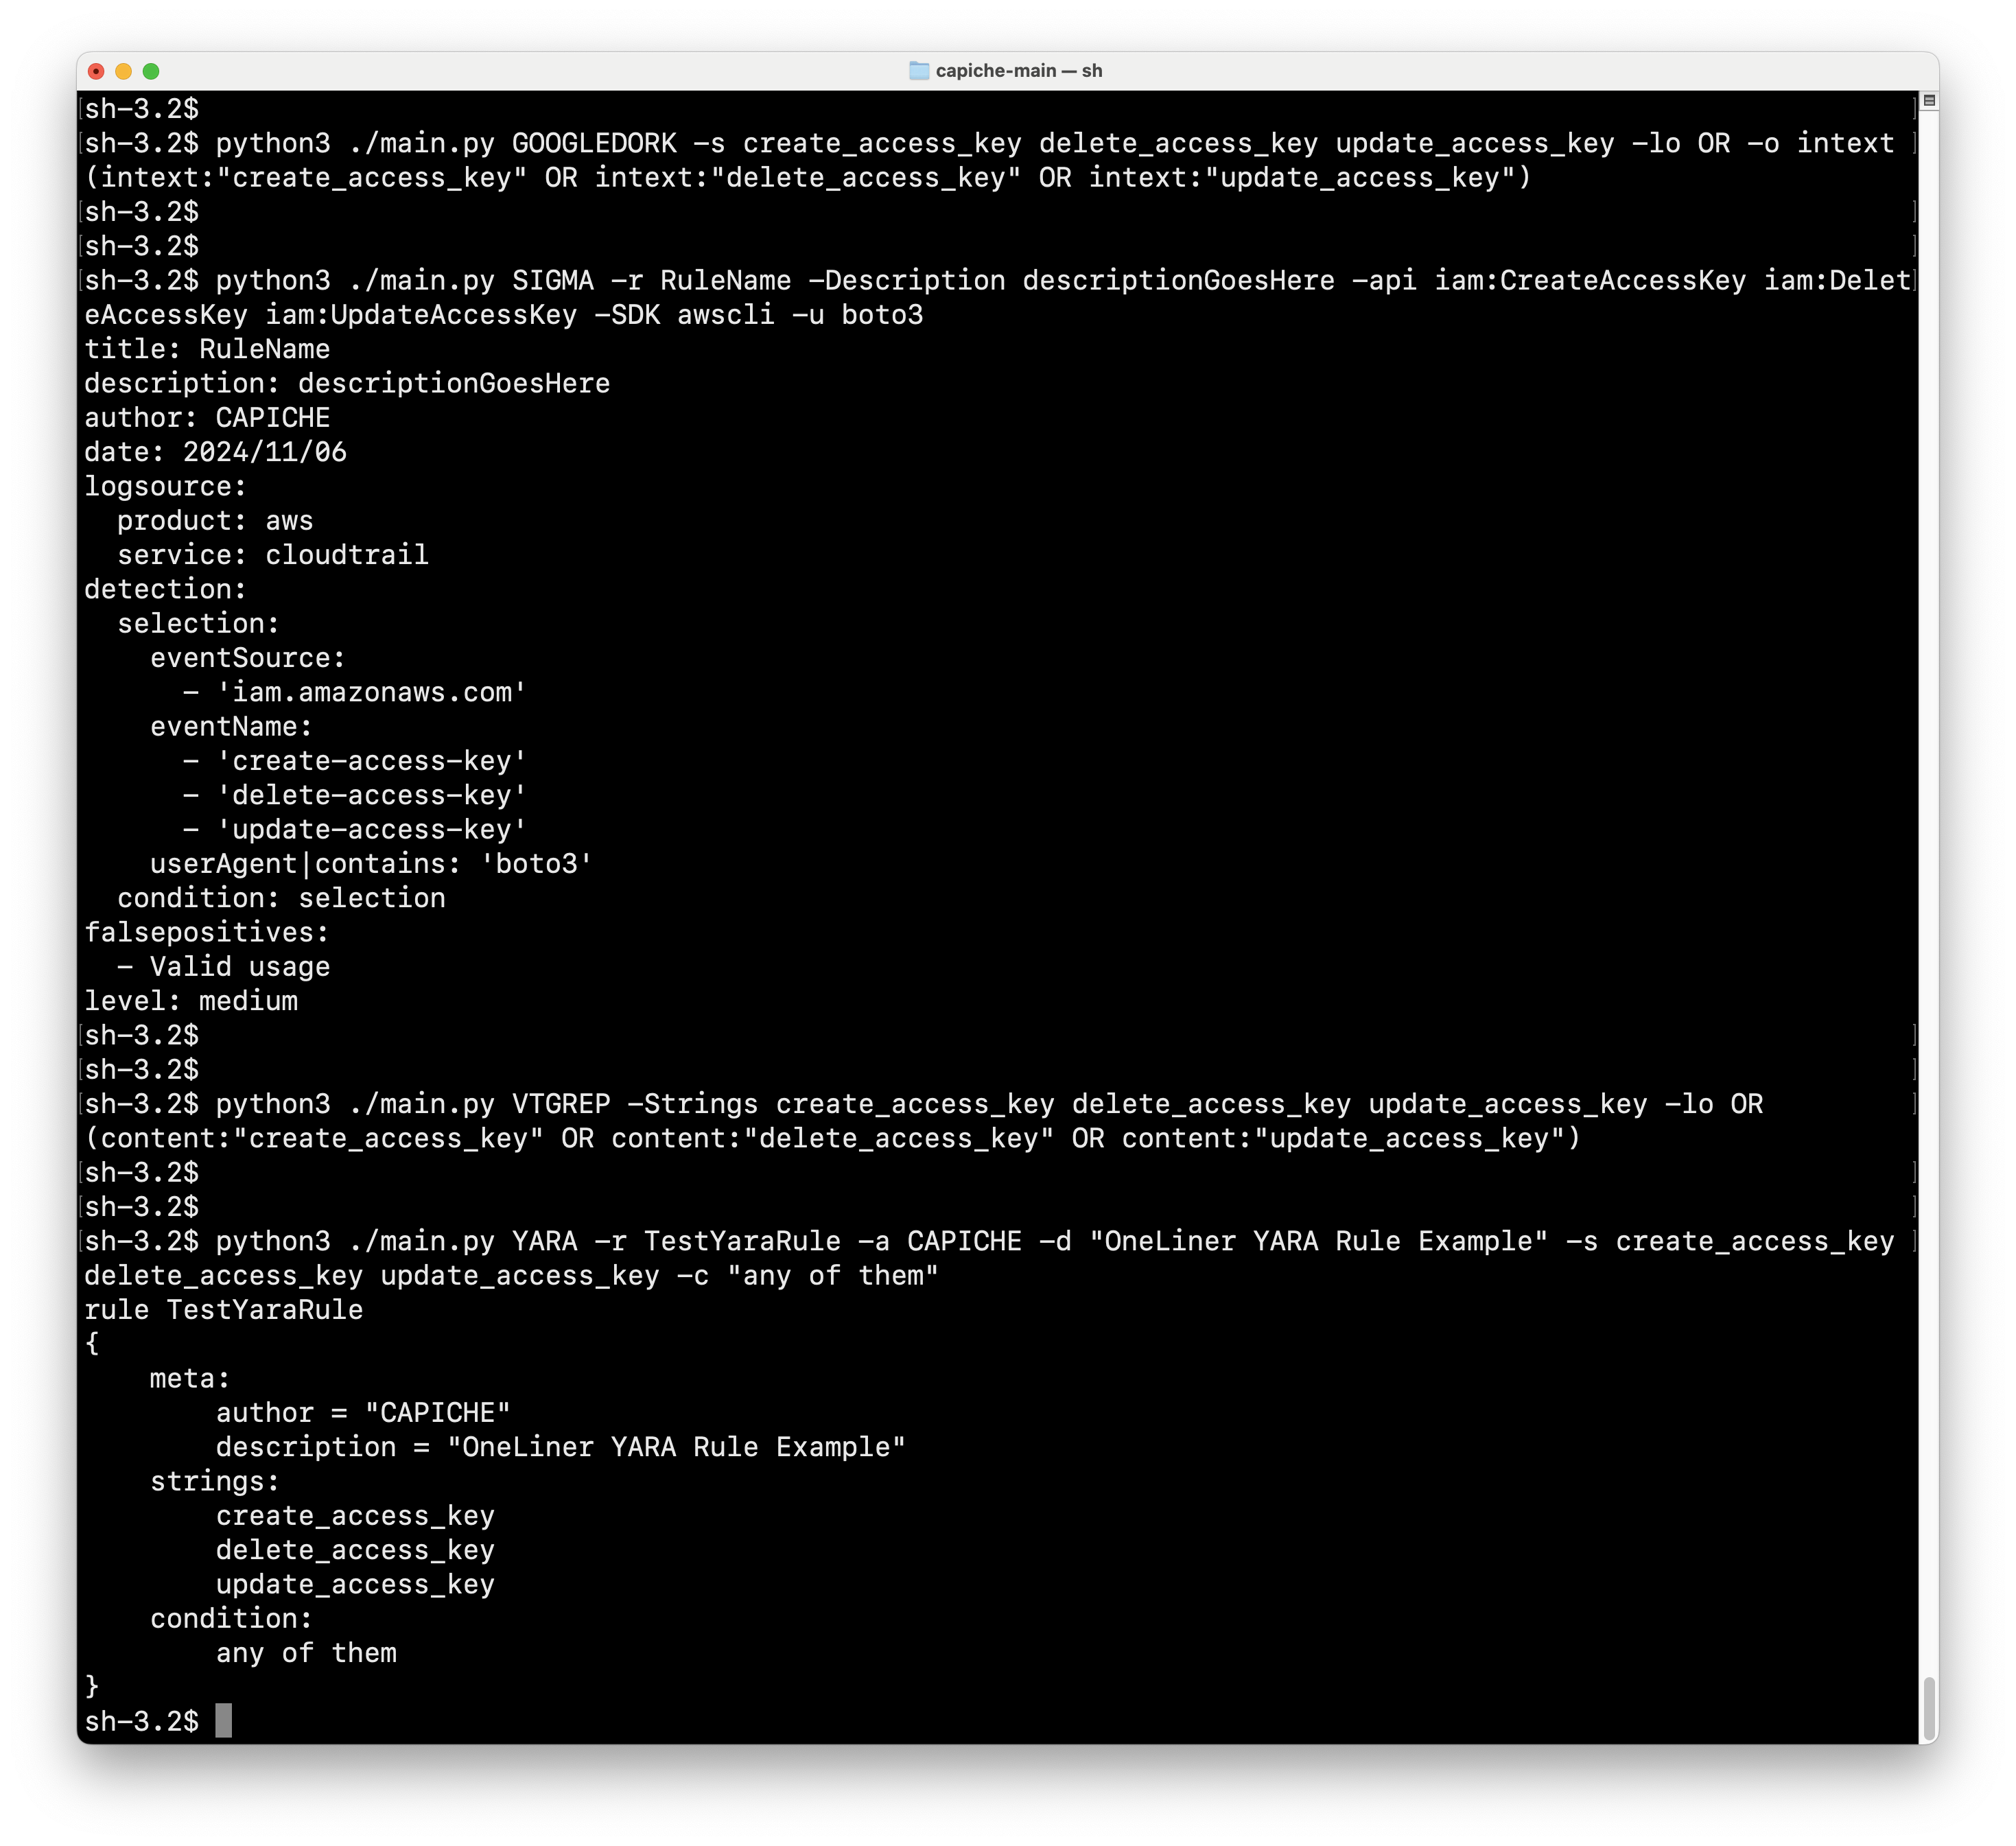 capiche-main — sh
sh-3.2$
sh-3.2$ python3 ./main.py GOOGLEDORK -s create_access_key delete_access_key update_access_key -lo OR -o intext
(intext:"create_access_key" OR intext:"delete_access_key" OR intext:"update_access_key")
sh-3.2$
sh-3.2$
sh-3.2$ python3 ./main.py SIGMA -r RuleName -Description descriptionGoesHere -api iam:CreateAccessKey iam:Delet
eAccessKey iam:UpdateAccessKey -SDK awscli -u boto3
title: RuleName
description: descriptionGoesHere
author: CAPICHE
date: 2024/11/06
logsource:
  product: aws
  service: cloudtrail
detection:
  selection:
    eventSource:
      - 'iam.amazonaws.com'
    eventName:
      - 'create-access-key'
      - 'delete-access-key'
      - 'update-access-key'
    userAgent|contains: 'boto3'
  condition: selection
falsepositives:
  - Valid usage
level: medium
sh-3.2$
sh-3.2$
sh-3.2$ python3 ./main.py VTGREP -Strings create_access_key delete_access_key update_access_key -lo OR
(content:"create_access_key" OR content:"delete_access_key" OR content:"update_access_key")
sh-3.2$
sh-3.2$
sh-3.2$ python3 ./main.py YARA -r TestYaraRule -a CAPICHE -d "OneLiner YARA Rule Example" -s create_access_key
delete_access_key update_access_key -c "any of them"
rule TestYaraRule
{
    meta:
        author = "CAPICHE"
        description = "OneLiner YARA Rule Example"
    strings:
        create_access_key
        delete_access_key
        update_access_key
    condition:
        any of them
}
sh-3.2$